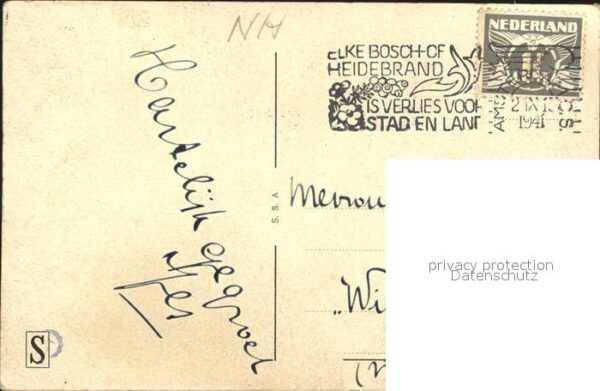 NH
NEDERLAND
ELKE BOSCH- OF
HEIDEBRAND
IS VERLIES VOOR
STAD EN LAND
1941
Hartelijk gegroet
S.S.A.
Mevrou
privacy protection
Datenschutz
"Wi
S